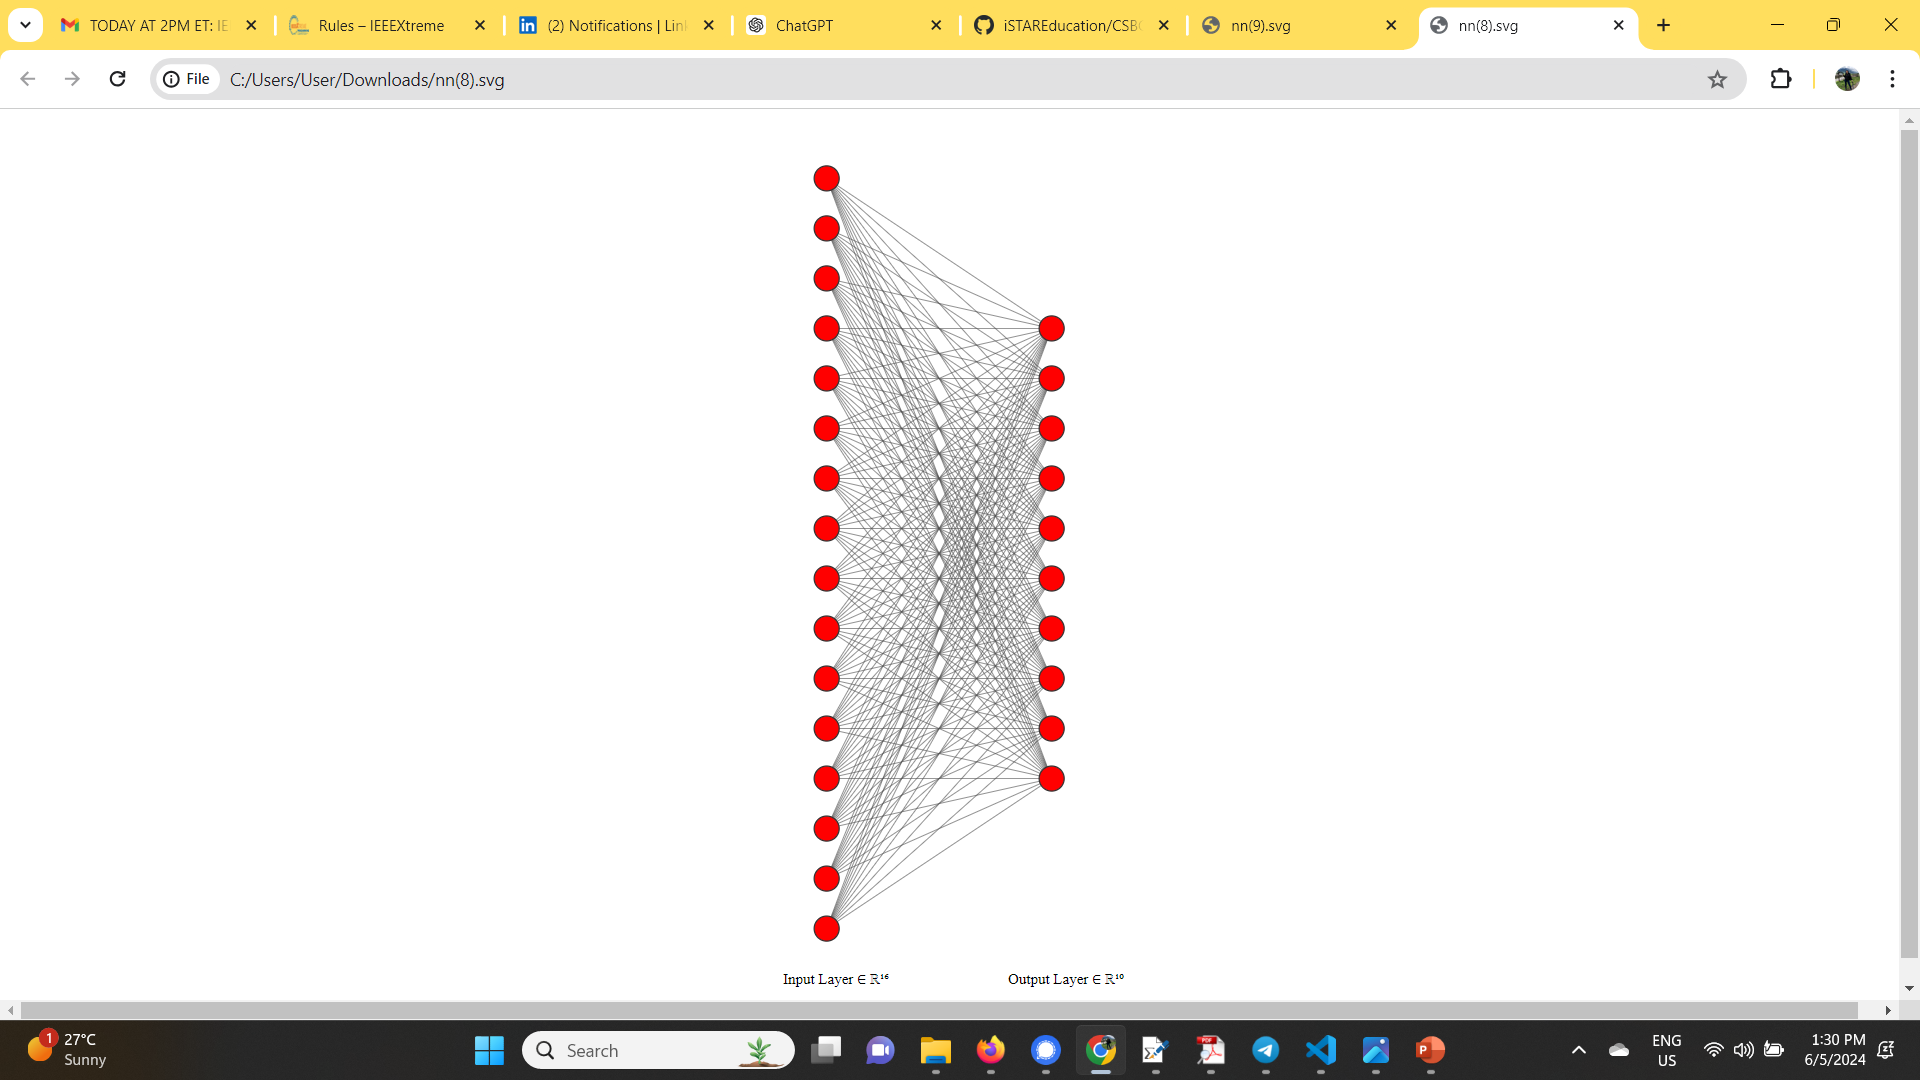 TODAY AT 2PM ET: IE
Rules – IEEEXtreme
(2) Notifications | Link
ChatGPT
iSTAREducation/CSBC
nn(9).svg
nn(8).svg
File
C:/Users/User/Downloads/nn(8).svg
Input Layer ∈ ℝ¹⁶
Output Layer ∈ ℝ¹⁰
1
27°C
Sunny
Search
ENG
US
1:30 PM
6/5/2024